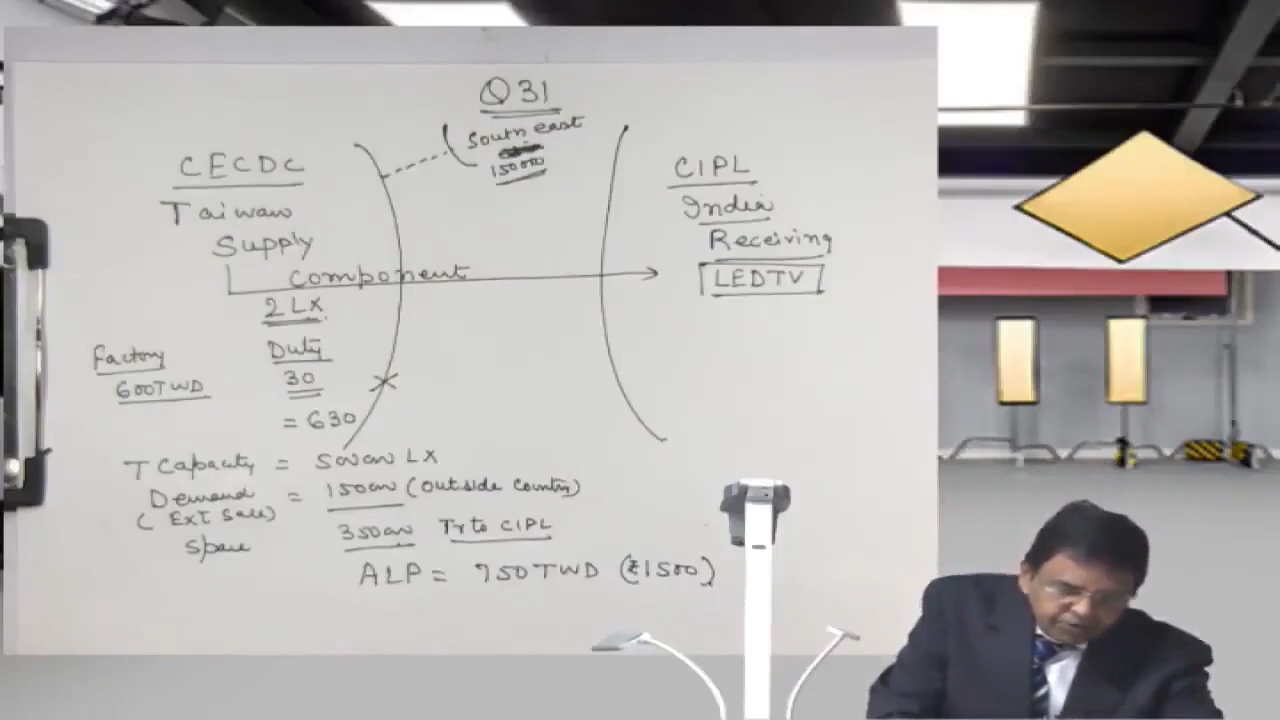 Q31
South east
150000
CECDC
Taiwan
Supply
Component
2 LX
Factory
600TWD
Duty
30
= 630
CIPL
India
Receiving
LEDTV
T Capacity = 500000 LX
Demand = 150000 (outside Country)
(Ext Sale)
Spare 350000 Tr to CIPL
ALP = 750TWD (₹1500)